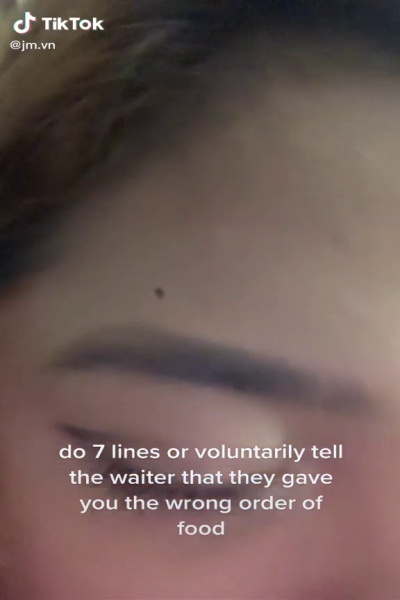 TikTok
@jm.vn
do 7 lines or voluntarily tell
the waiter that they gave
you the wrong order of
food